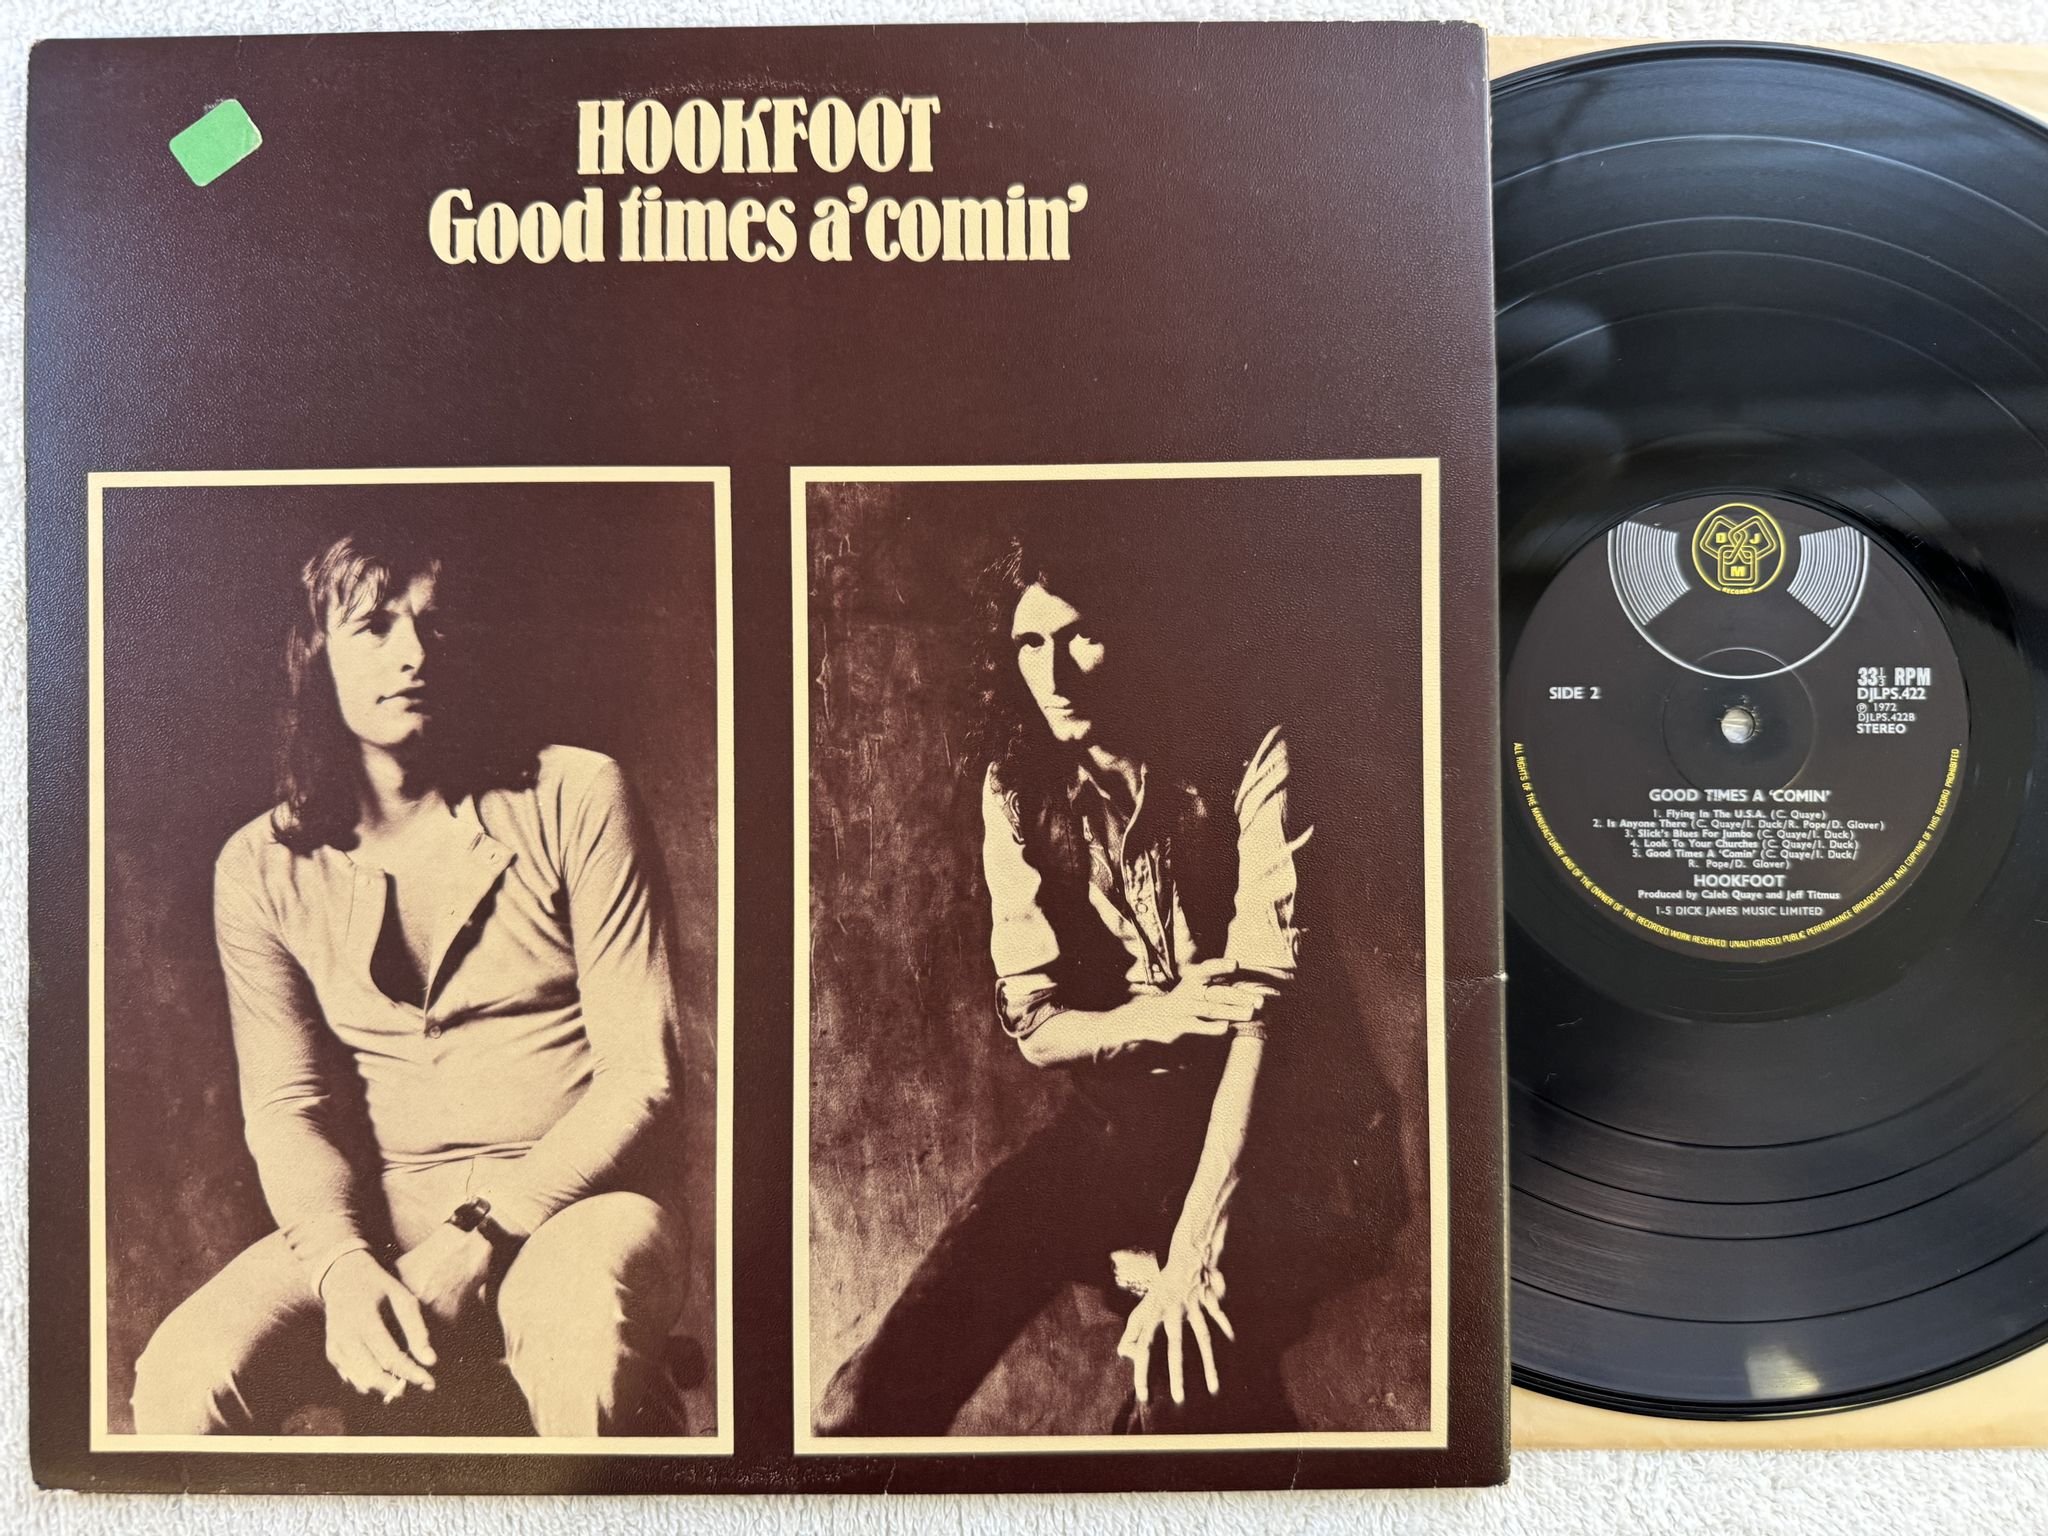 HOOKFOOT
Good times a'comin'
D J
M
RECORDS
SIDE 2
33⅓ RPM
DJLPS.422
℗ 1972
DJLPS.422B
STEREO
GOOD TIMES A 'COMIN'
1. Flying In The U.S.A. (C. Quaye)
2. Is Anyone There (C. Quaye/I. Duck/R. Pope/D. Glover)
3. Slick's Blues For Jumbo (C. Quaye/I. Duck)
4. Look To Your Churches (C. Quaye/I. Duck)
5. Good Times A 'Comin' (C. Quaye/I. Duck/
R. Pope/D. Glover)
HOOKFOOT
Produced by Caleb Quaye and Jeff Titmus
1-5 DICK JAMES MUSIC LIMITED
ALL RIGHTS OF THE MANUFACTURER AND OF THE OWNER OF THE RECORDED WORK RESERVED. UNAUTHORISED PUBLIC PERFORMANCE BROADCASTING AND COPYING OF THIS RECORD PROHIBITED